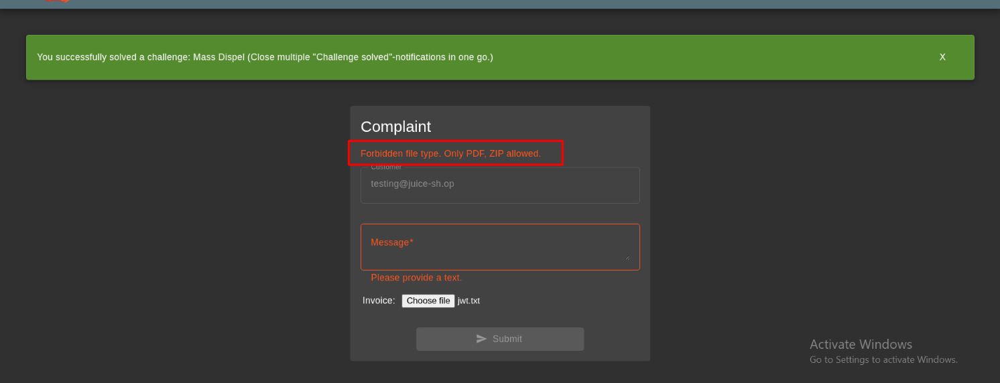 You successfully solved a challenge: Mass Dispel (Close multiple "Challenge solved"-notifications in one go.)
X
Complaint
Forbidden file type. Only PDF, ZIP allowed.
Customer
testing@juice-sh.op
Message*
Please provide a text.
Invoice: Choose file jwt.txt
Submit
Activate Windows
Go to Settings to activate Windows.